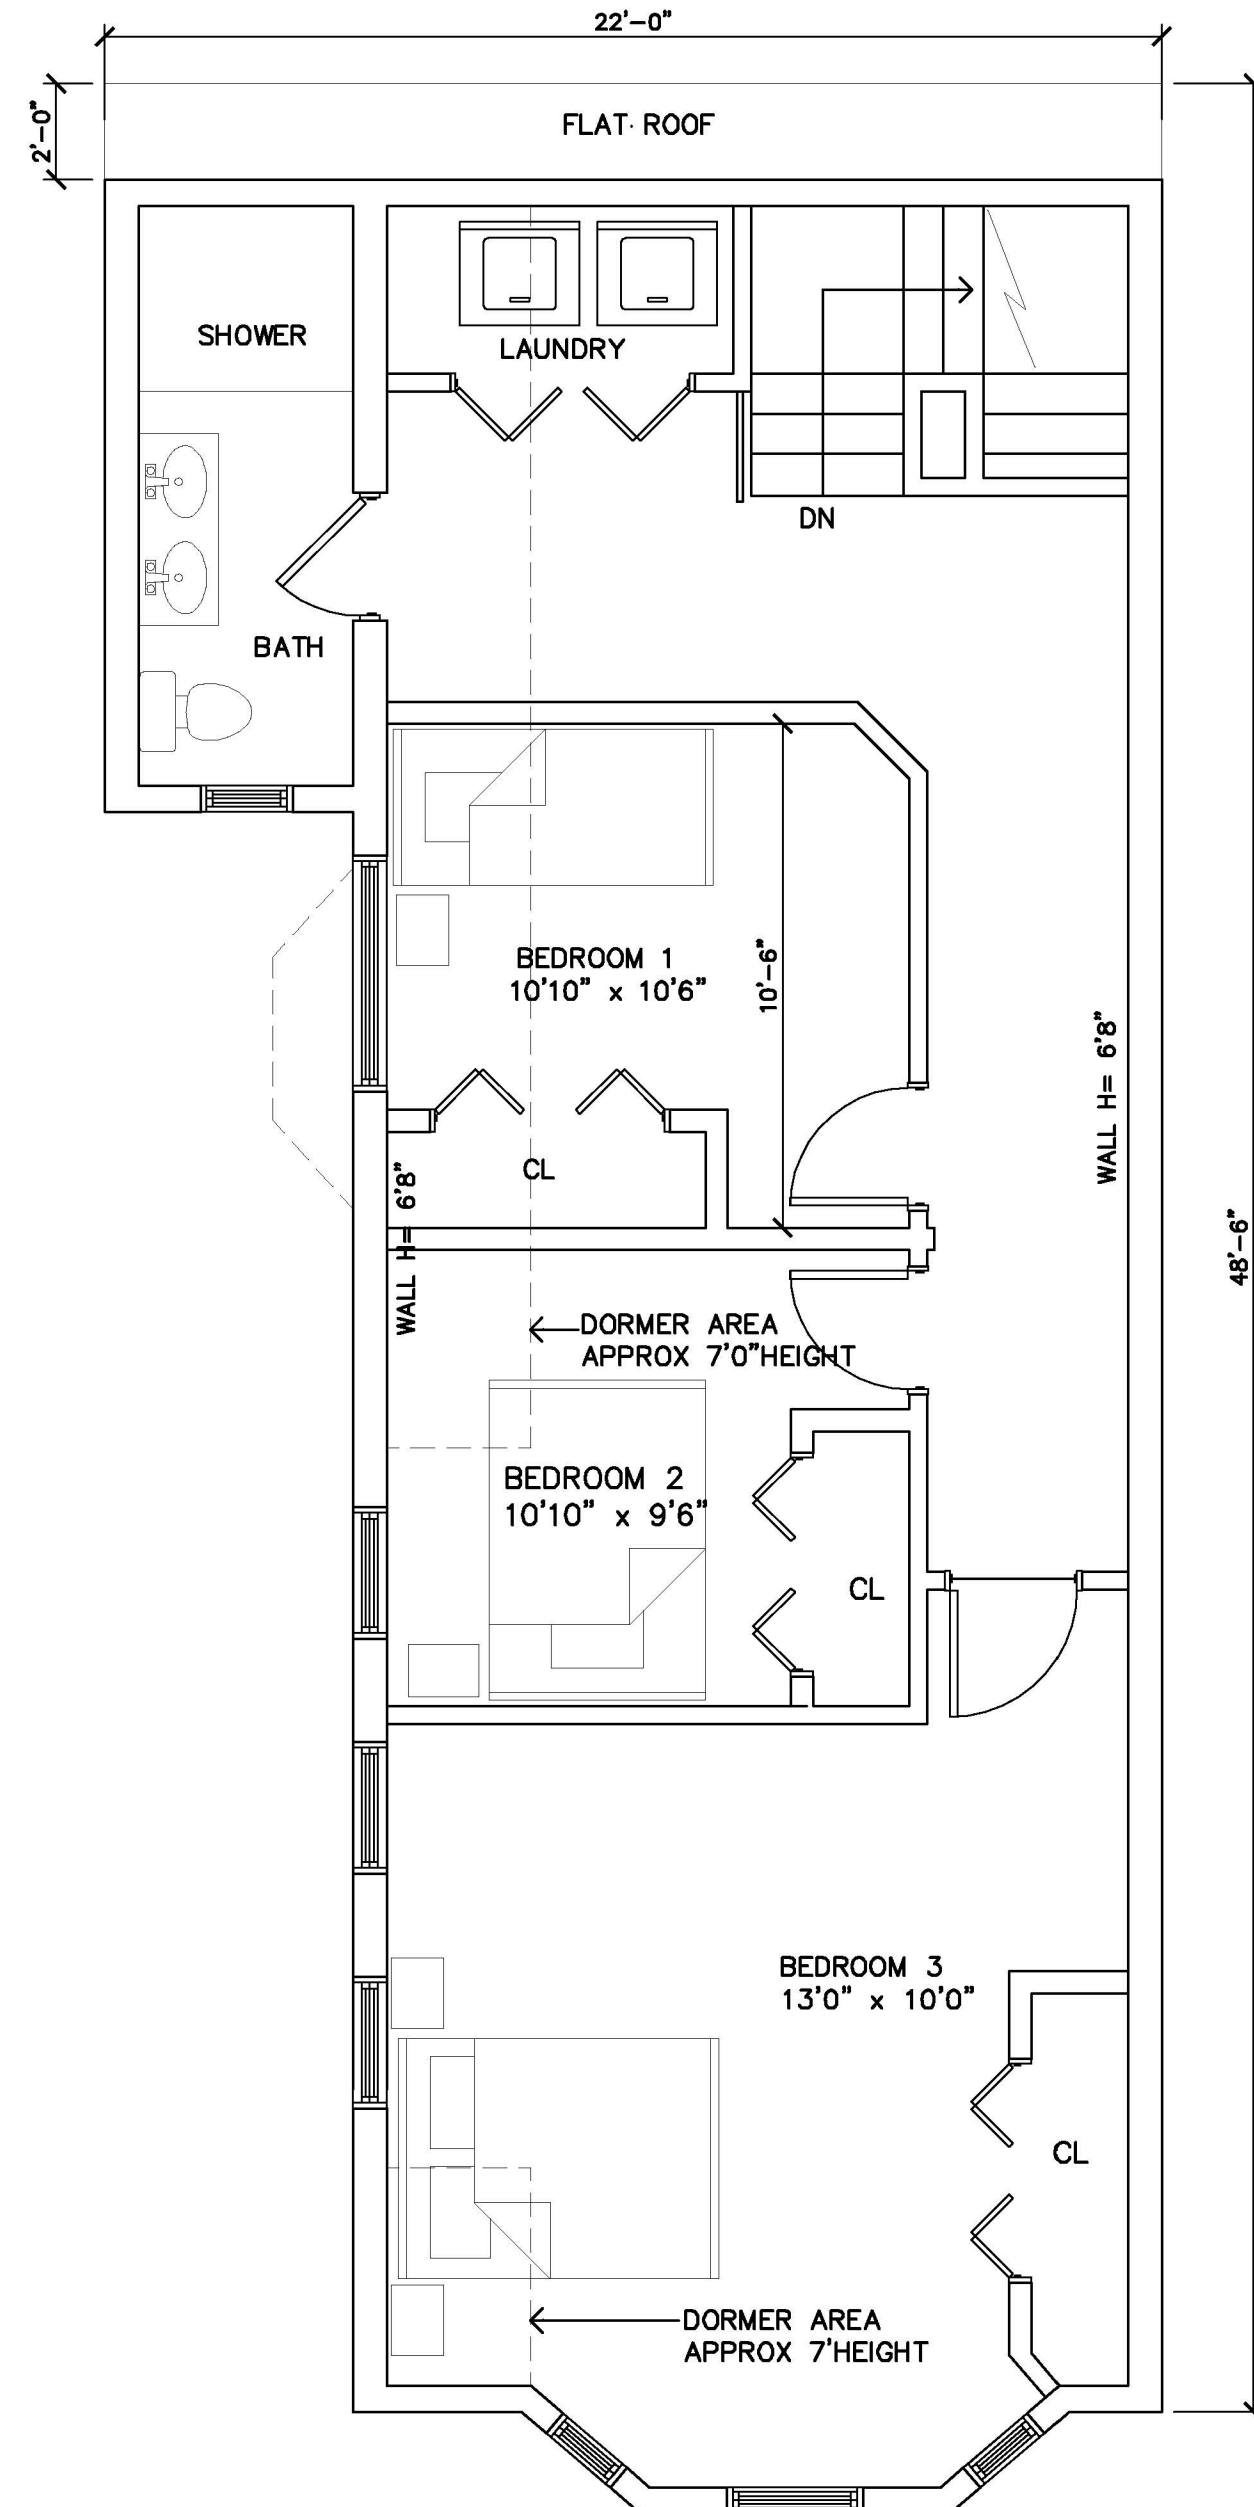 22'-0"
2'-0"
FLAT ROOF
SHOWER
LAUNDRY
DN
BATH
BEDROOM 1
10'10" x 10'6"
10'-6"
WALL H= 6'8"
CL
WALL H= 6'8"
48'-6"
DORMER AREA
APPROX 7'0"HEIGHT
BEDROOM 2
10'10" x 9'6"
CL
BEDROOM 3
13'0" x 10'0"
CL
DORMER AREA
APPROX 7'HEIGHT